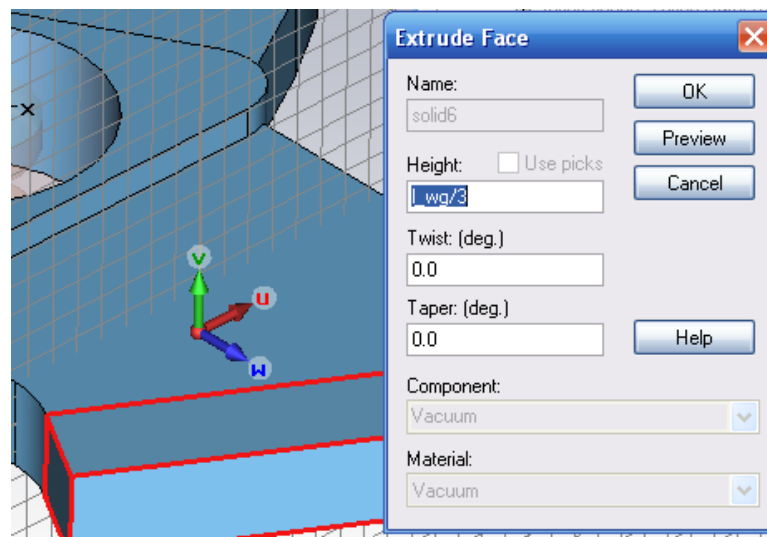 Extrude Face
Name:
OK
solid6
Preview
Height:
Use picks
Cancel
l_wg/3
Twist: (deg.)
0.0
Taper: (deg.)
0.0
Help
Component:
Vacuum
Material:
Vacuum
x
v
u
w